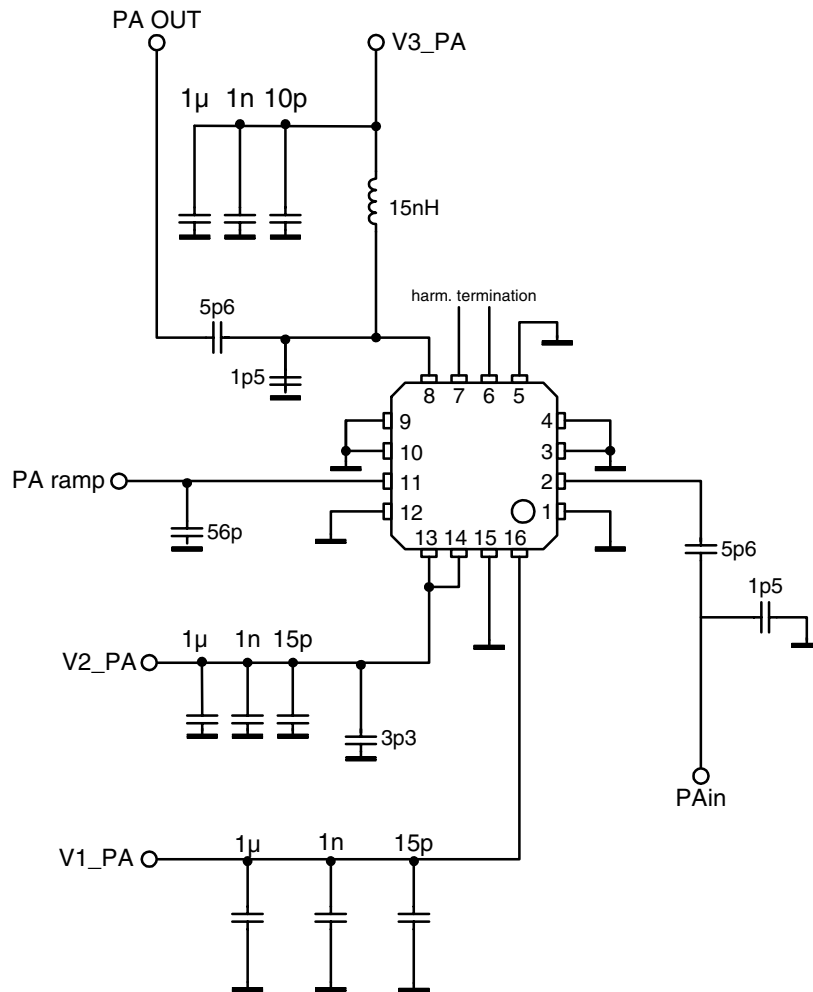 PA OUT
V3_PA
1µ 1n 10p
15nH
harm. termination
5p6
1p5
8 7 6 5
9
4
10
3
PA ramp
11
2
12
1
56p
13 14 15 16
5p6
1p5
1µ 1n 15p
V2_PA
3p3
PAin
1µ 1n 15p
V1_PA